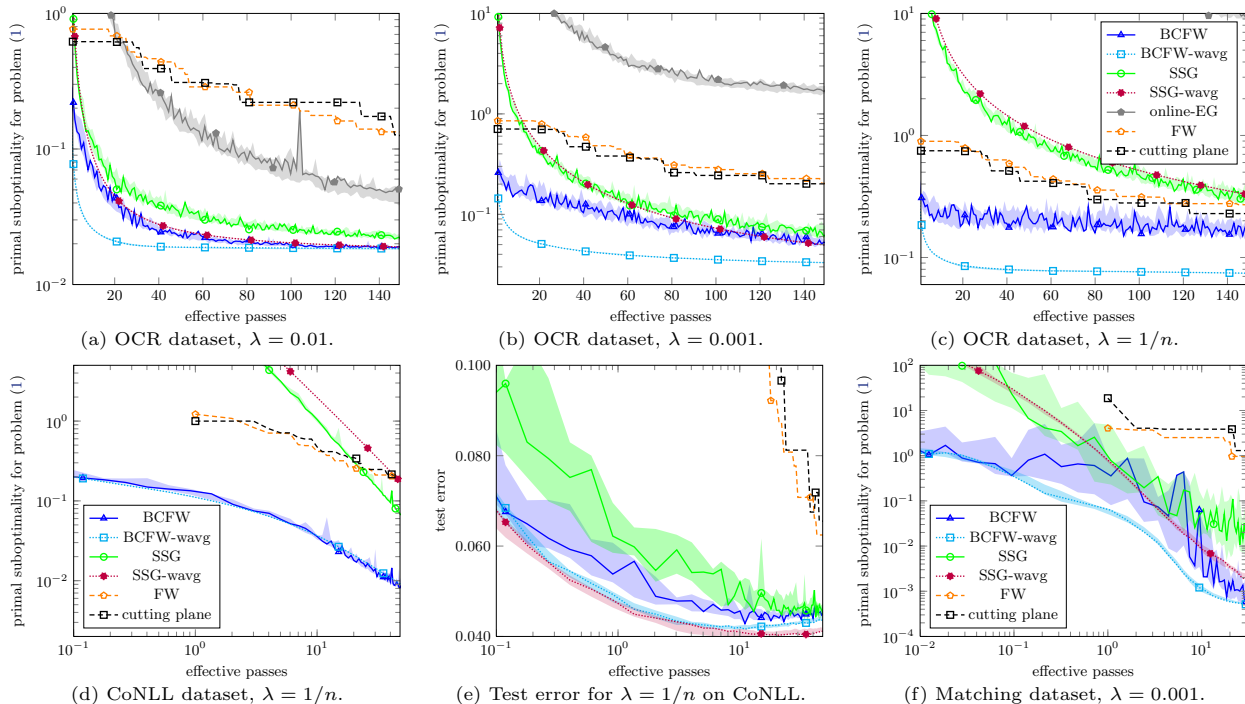 primal suboptimality for problem (1)
10^0
10^−1
10^−2
20 40 60 80 100 120 140
effective passes
(a) OCR dataset, λ = 0.01.
primal suboptimality for problem (1)
10^1
10^0
10^−1
20 40 60 80 100 120 140
effective passes
(b) OCR dataset, λ = 0.001.
primal suboptimality for problem (1)
10^1
10^0
10^−1
20 40 60 80 100 120 140
effective passes
BCFW
BCFW-wavg
SSG
SSG-wavg
online-EG
FW
cutting plane
(c) OCR dataset, λ = 1/n.
primal suboptimality for problem (1)
10^0
10^−1
10^−2
10^−1 10^0 10^1
effective passes
BCFW
BCFW-wavg
SSG
SSG-wavg
FW
cutting plane
(d) CoNLL dataset, λ = 1/n.
test error
0.100
0.080
0.060
0.040
10^−1 10^0 10^1
effective passes
(e) Test error for λ = 1/n on CoNLL.
primal suboptimality for problem (1)
10^2
10^1
10^0
10^−1
10^−2
10^−3
10^−4
10^−2 10^−1 10^0 10^1
effective passes
BCFW
BCFW-wavg
SSG
SSG-wavg
FW
cutting plane
(f) Matching dataset, λ = 0.001.